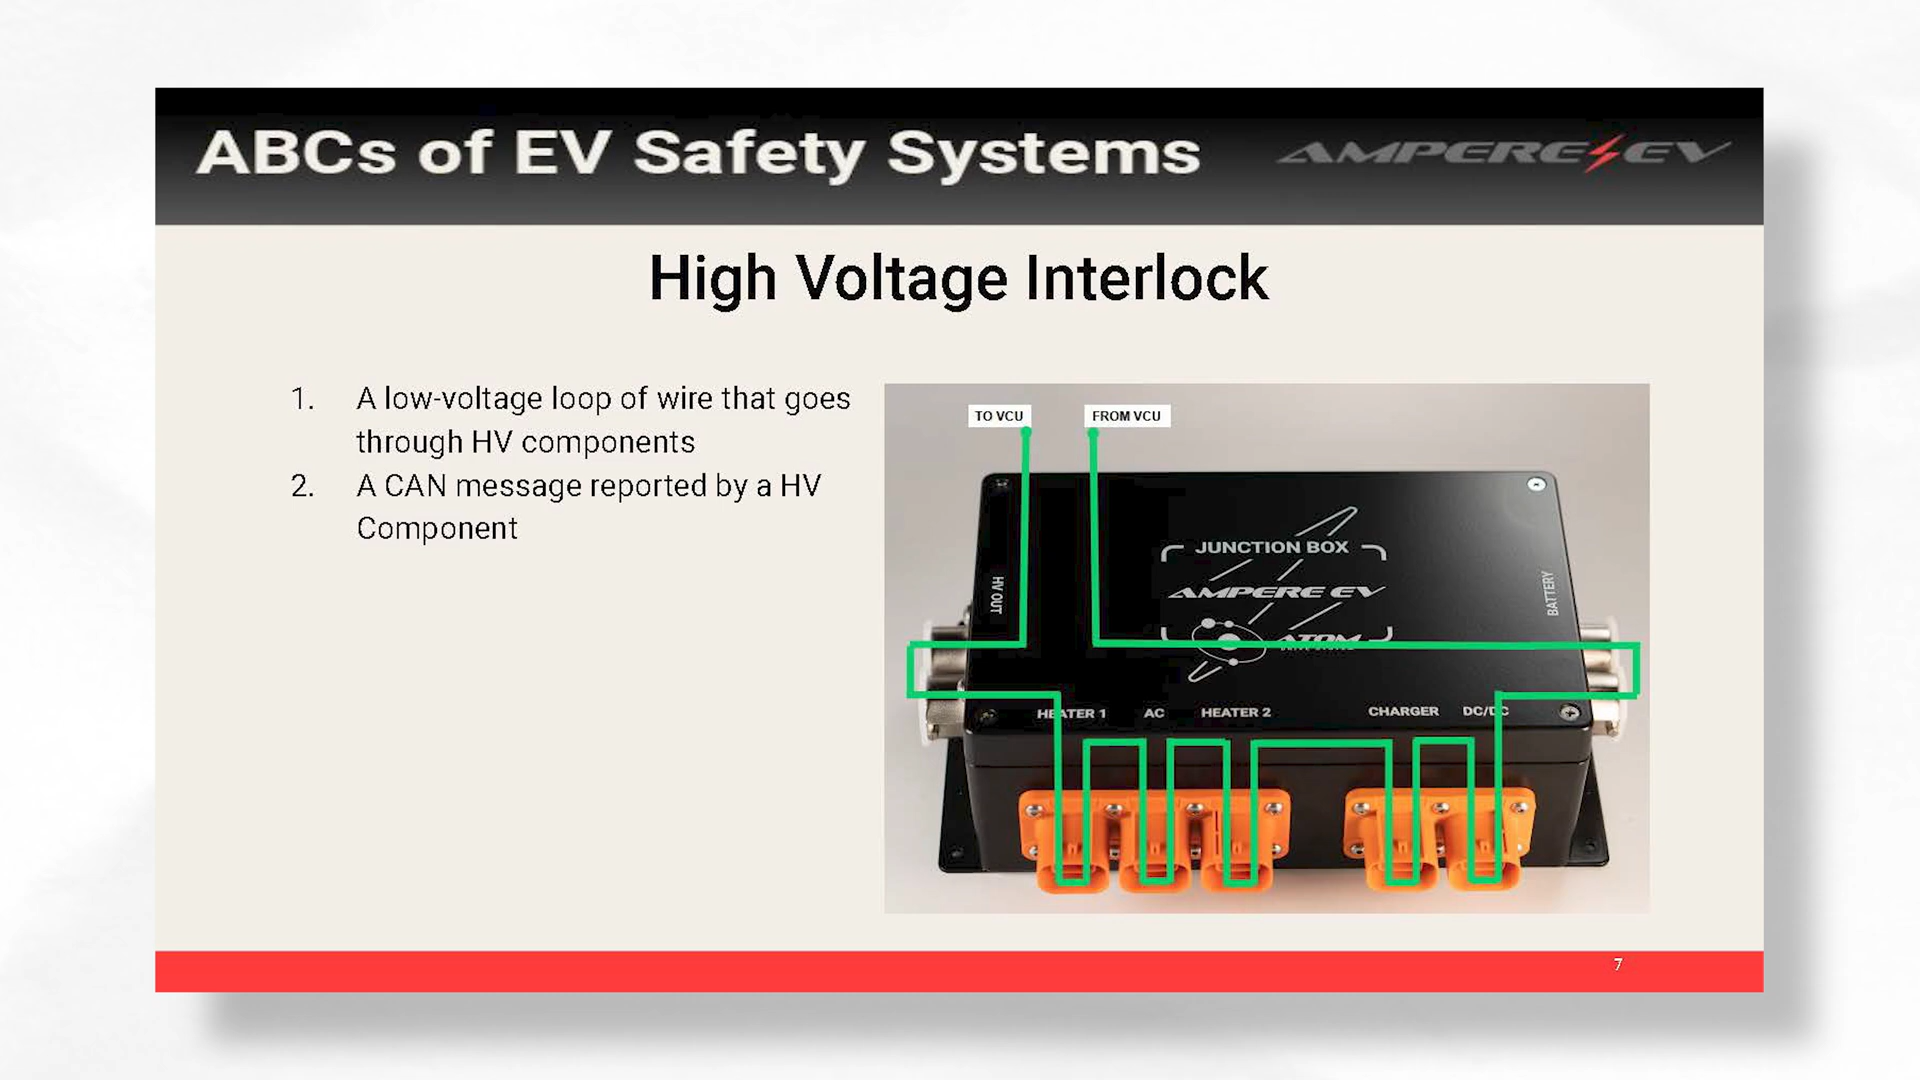 ABCs of EV Safety Systems
AMPERE EV
High Voltage Interlock
1. A low-voltage loop of wire that goes
through HV components
2. A CAN message reported by a HV
Component
TO VCU
FROM VCU
JUNCTION BOX
AMPERE EV
ATOM
HV OUT
BATTERY
HEATER 1
AC
HEATER 2
CHARGER
DC/DC
7